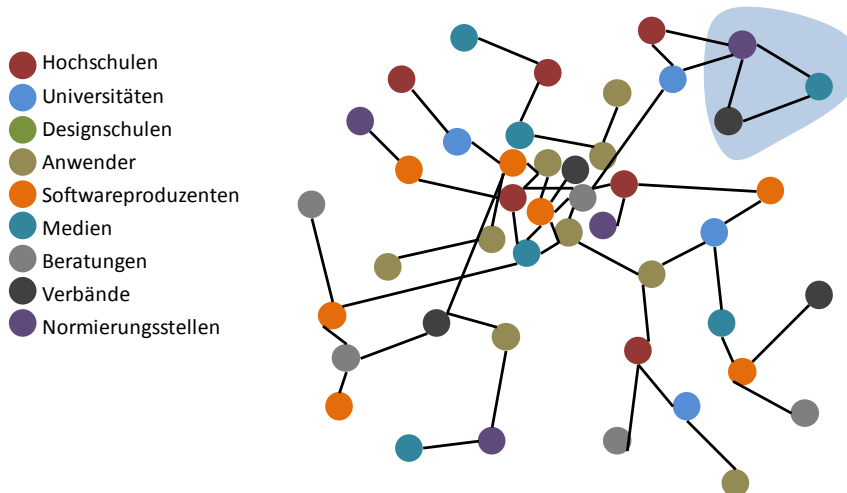 Hochschulen
Universitäten
Designschulen
Anwender
Softwareproduzenten
Medien
Beratungen
Verbände
Normierungsstellen